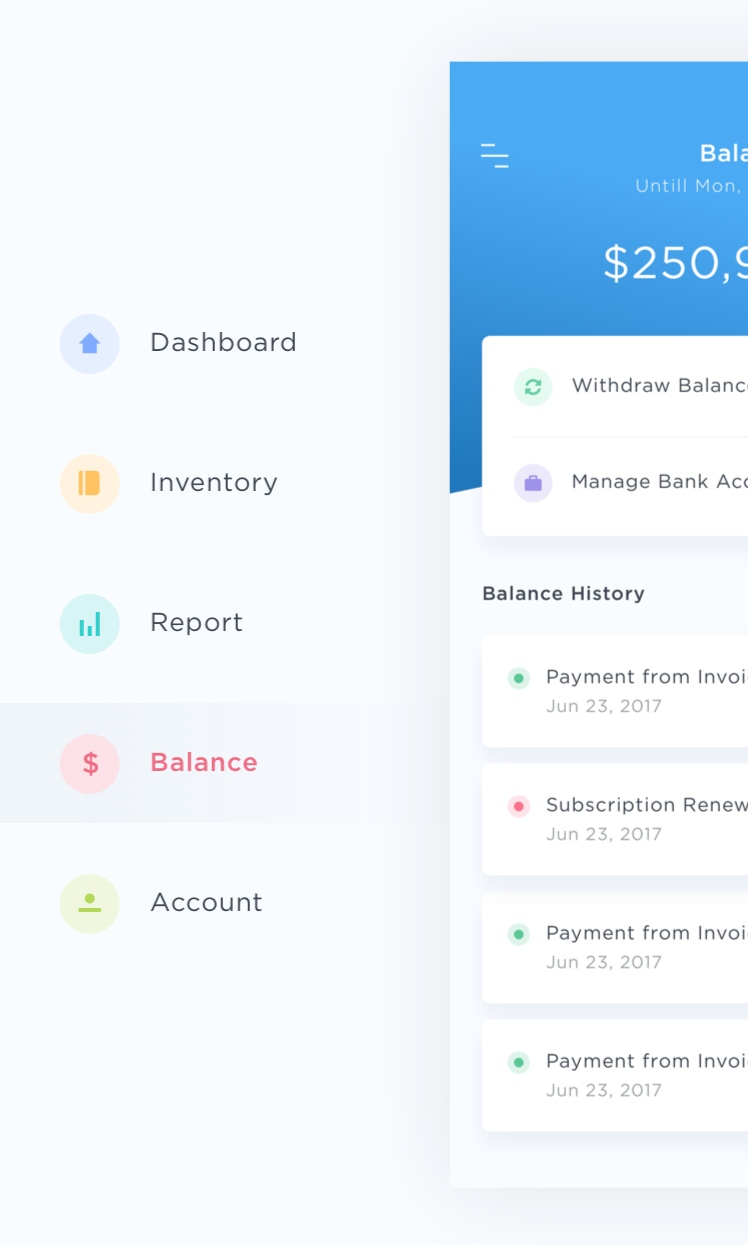 Dashboard
Inventory
Report
$
Balance
Account
Bala
Untill Mon,
$250,9
Withdraw Balanc
Manage Bank Acc
Balance History
Payment from Invoi
Jun 23, 2017
Subscription Renew
Jun 23, 2017
Payment from Invoi
Jun 23, 2017
Payment from Invoi
Jun 23, 2017